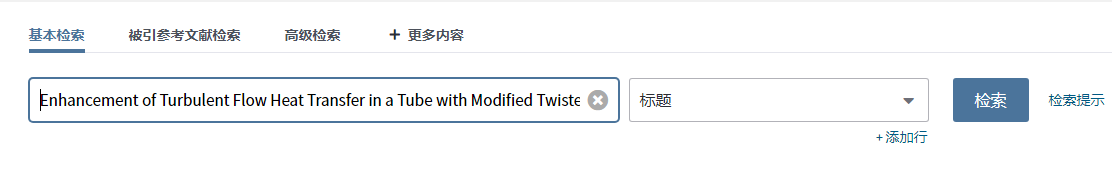 基本检索 被引参考文献检索 高级检索 + 更多内容
Enhancement of Turbulent Flow Heat Transfer in a Tube with Modified Twiste 标题 检索 检索提示
+ 添加行